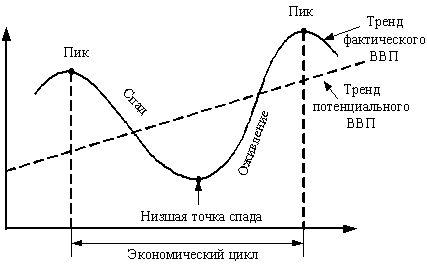 Пик
Пик
Тренд
фактического
ВВП
Тренд
потенциального
ВВП
Спад
Оживление
Низшая точка спада
Экономический цикл